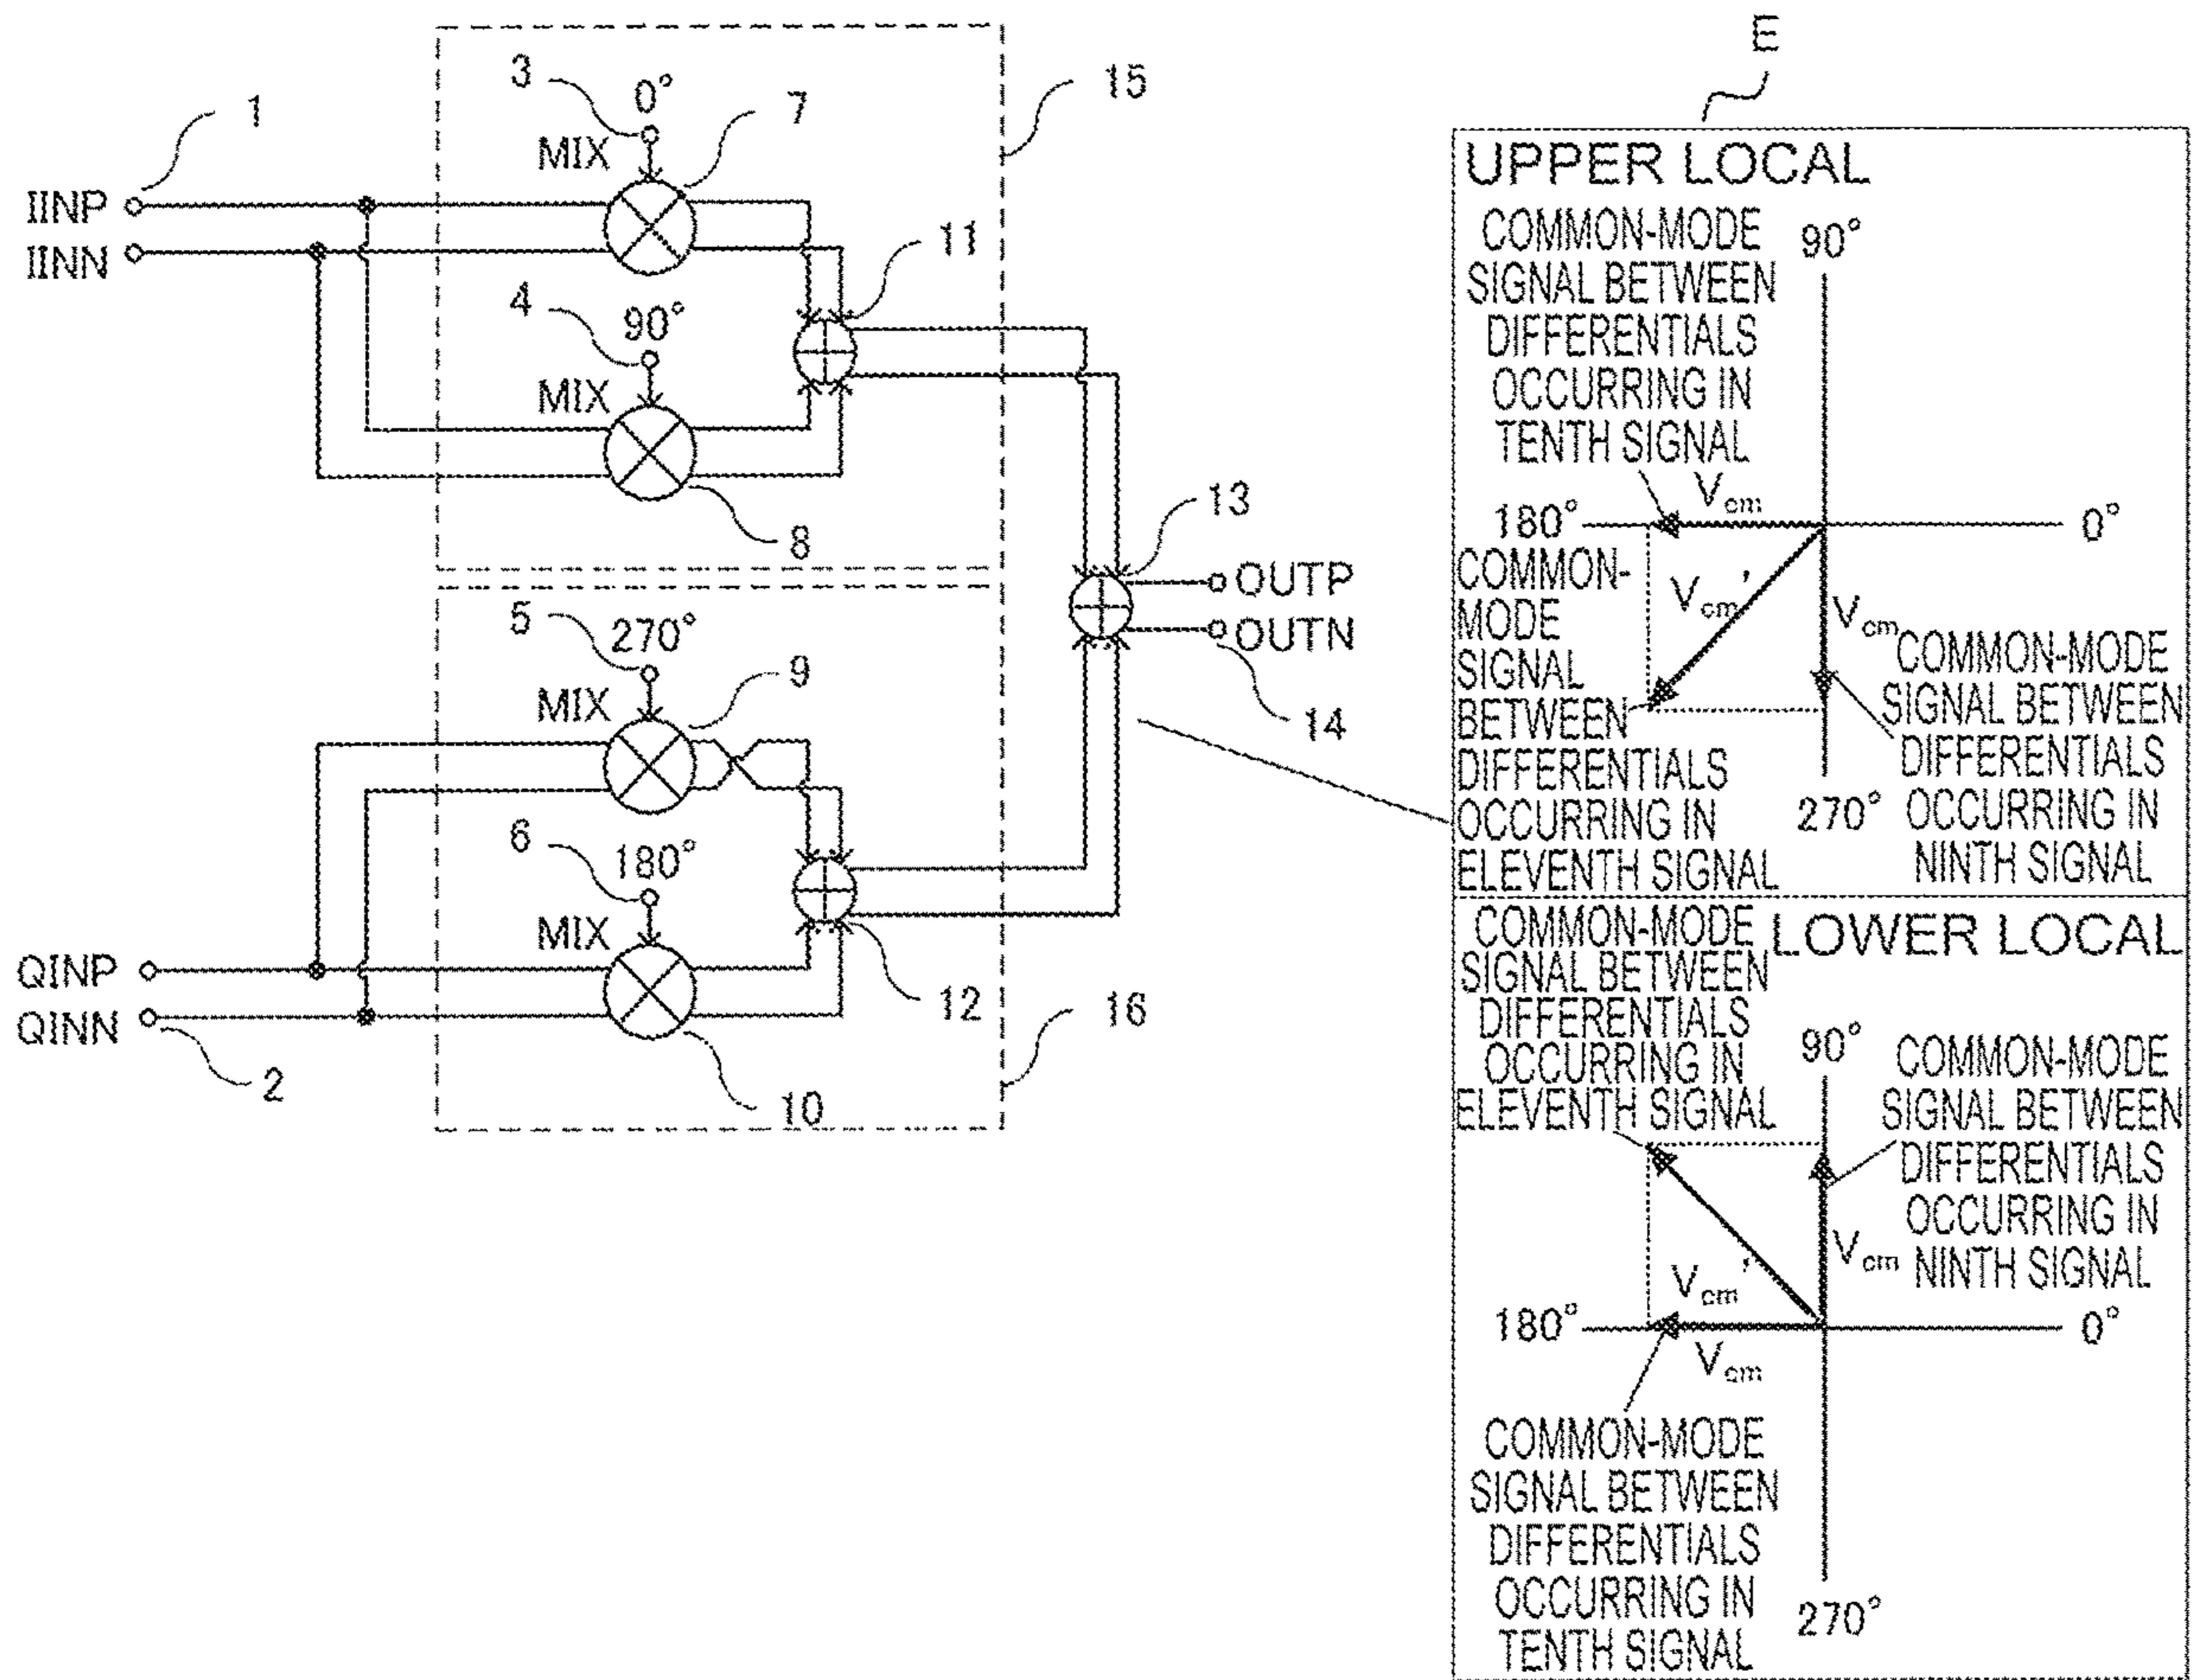 1
IINP
IINN
3
0°
MIX
7
15
4
90°
MIX
8
11
13
OUTP
OUTN
14
5
270°
MIX
9
6
180°
MIX
10
12
16
QINP
QINN
2
E
UPPER LOCAL
COMMON-MODE
SIGNAL BETWEEN
DIFFERENTIALS
OCCURRING IN
TENTH SIGNAL
90°
Vcm
180°
0°
COMMON-
MODE
SIGNAL
BETWEEN
DIFFERENTIALS
OCCURRING IN
ELEVENTH SIGNAL
Vcm'
Vcm
COMMON-MODE
SIGNAL BETWEEN
DIFFERENTIALS
OCCURRING IN
NINTH SIGNAL
270°
LOWER LOCAL
COMMON-MODE
SIGNAL BETWEEN
DIFFERENTIALS
OCCURRING IN
ELEVENTH SIGNAL
90°
COMMON-MODE
SIGNAL BETWEEN
DIFFERENTIALS
OCCURRING IN
NINTH SIGNAL
Vcm
Vcm'
180°
0°
Vcm
COMMON-MODE
SIGNAL BETWEEN
DIFFERENTIALS
OCCURRING IN
TENTH SIGNAL
270°